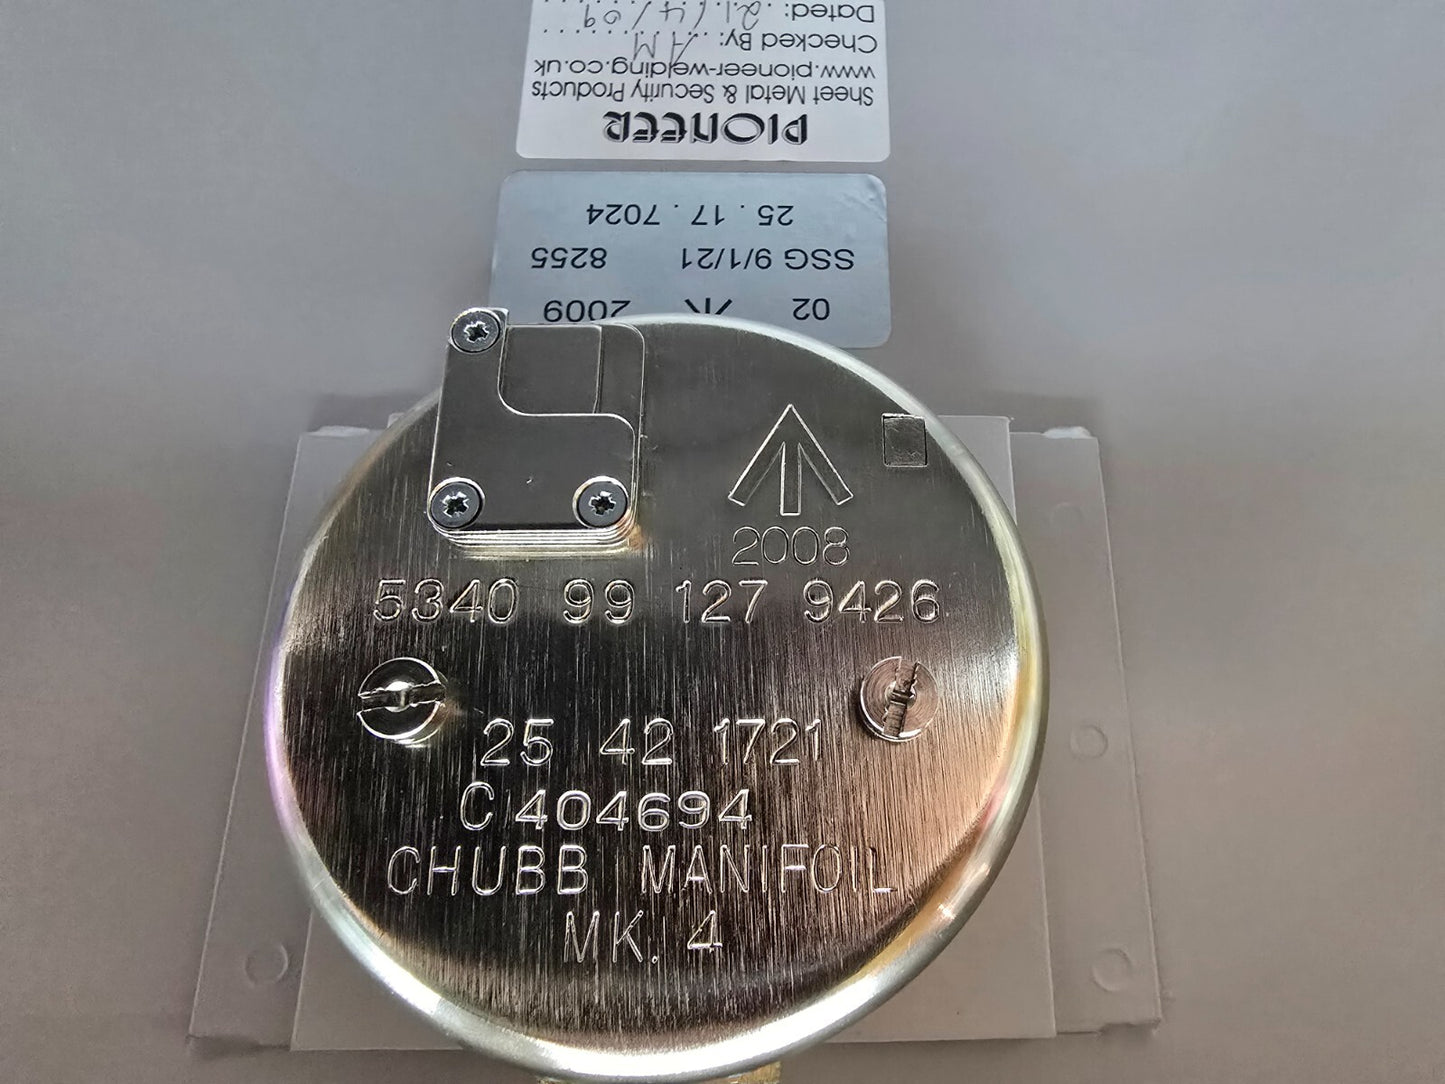 PIONEER
Sheet Metal & Security Products
www.pioneer-welding.co.uk
Checked By: AM
Dated: 21/4/09
25 . 17 . 7024
SSG 9/1/21 8255
02 2009
2008
5340 99 127 9426
25 42 1721
C404694
CHUBB MANIFOIL
MK. 4